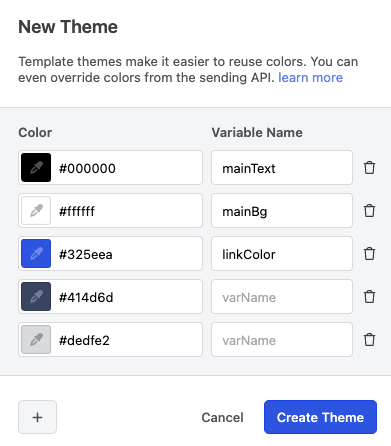 New Theme
Template themes make it easier to reuse colors. You can
even override colors from the sending API. learn more
Color Variable Name
#000000 mainText
#ffffff mainBg
#325eea linkColor
#414d6d varName
#dedfe2 varName
+ Cancel Create Theme